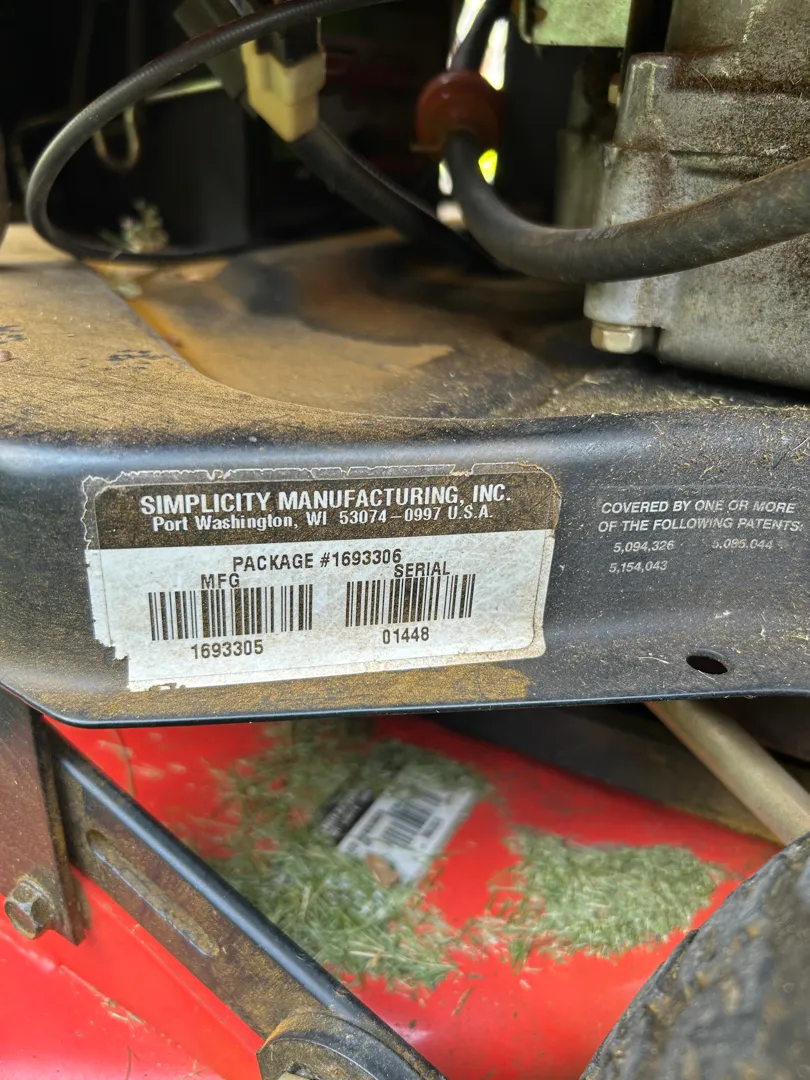 SIMPLICITY MANUFACTURING, INC.
Port Washington, WI 53074-0997 U.S.A.
PACKAGE #1693306
MFG SERIAL
1693305 01448
COVERED BY ONE OR MORE
OF THE FOLLOWING PATENTS:
5,094,326 5,085,044
5,154,043